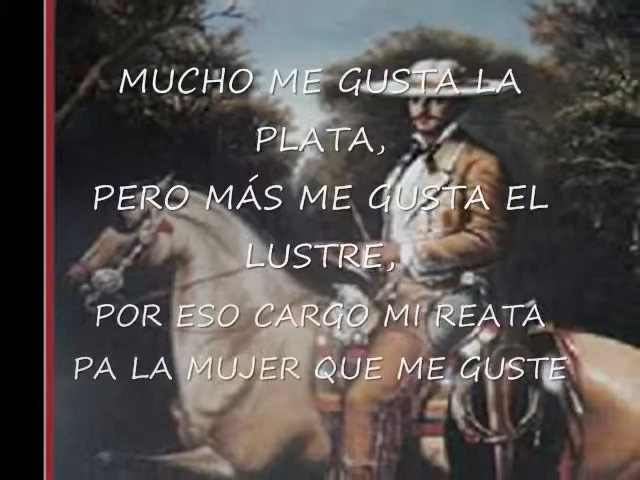 MUCHO ME GUSTA LA
PLATA,
PERO MÁS ME GUSTA EL
LUSTRE,
POR ESO CARGO MI REATA
PA LA MUJER QUE ME GUSTE